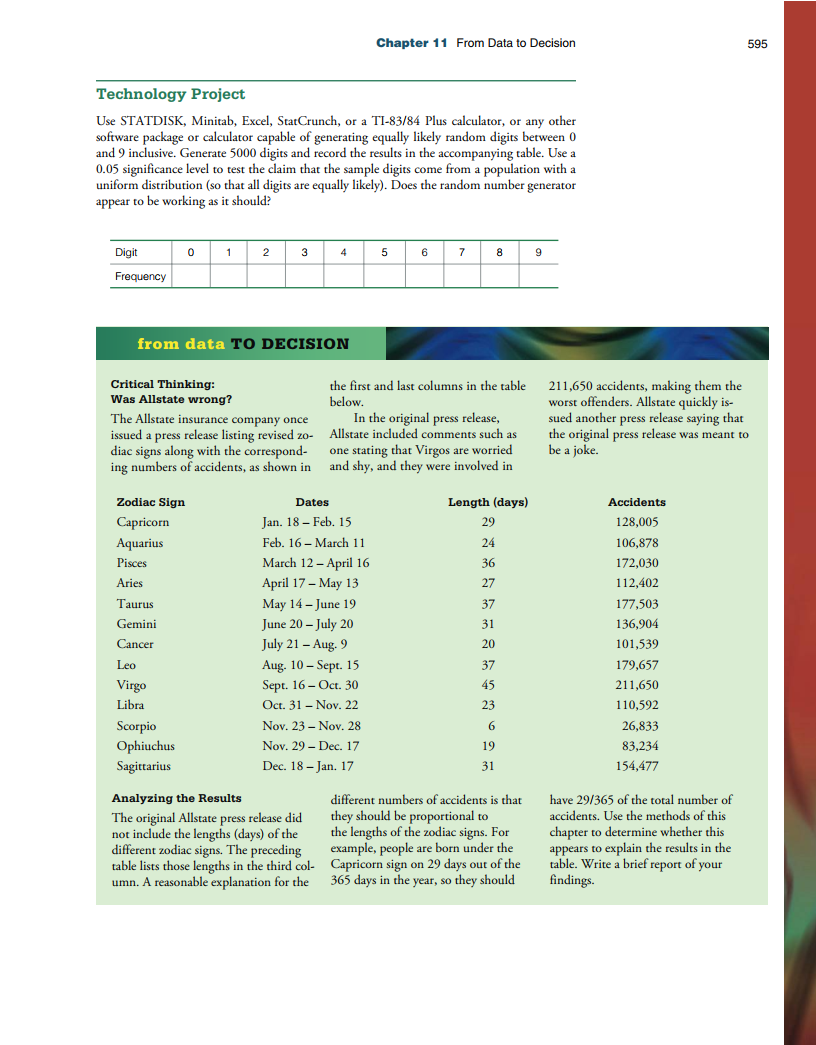 Chapter 11 From Data to Decision 595
Technology Project
Use STATDISK, Minitab, Excel, StatCrunch, or a TI-83/84 Plus calculator, or any other
software package or calculator capable of generating equally likely random digits between 0
and 9 inclusive. Generate 5000 digits and record the results in the accompanying table. Use a
0.05 significance level to test the claim that the sample digits come from a population with a
uniform distribution (so that all digits are equally likely). Does the random number generator
appear to be working as it should?
Digit 0 1 2 3 4 5 6 7 8 9
Frequency
from data TO DECISION
Critical Thinking:
Was Allstate wrong?
The Allstate insurance company once
issued a press release listing revised zo-
diac signs along with the correspond-
ing numbers of accidents, as shown in
the first and last columns in the table
below.
In the original press release,
Allstate included comments such as
one stating that Virgos are worried
and shy, and they were involved in
211,650 accidents, making them the
worst offenders. Allstate quickly is-
sued another press release saying that
the original press release was meant to
be a joke.
Zodiac Sign Dates Length (days) Accidents
Capricorn Jan. 18 – Feb. 15 29 128,005
Aquarius Feb. 16 – March 11 24 106,878
Pisces March 12 – April 16 36 172,030
Aries April 17 – May 13 27 112,402
Taurus May 14 – June 19 37 177,503
Gemini June 20 – July 20 31 136,904
Cancer July 21 – Aug. 9 20 101,539
Leo Aug. 10 – Sept. 15 37 179,657
Virgo Sept. 16 – Oct. 30 45 211,650
Libra Oct. 31 – Nov. 22 23 110,592
Scorpio Nov. 23 – Nov. 28 6 26,833
Ophiuchus Nov. 29 – Dec. 17 19 83,234
Sagittarius Dec. 18 – Jan. 17 31 154,477
Analyzing the Results
The original Allstate press release did
not include the lengths (days) of the
different zodiac signs. The preceding
table lists those lengths in the third col-
umn. A reasonable explanation for the
different numbers of accidents is that
they should be proportional to
the lengths of the zodiac signs. For
example, people are born under the
Capricorn sign on 29 days out of the
365 days in the year, so they should
have 29/365 of the total number of
accidents. Use the methods of this
chapter to determine whether this
appears to explain the results in the
table. Write a brief report of your
findings.